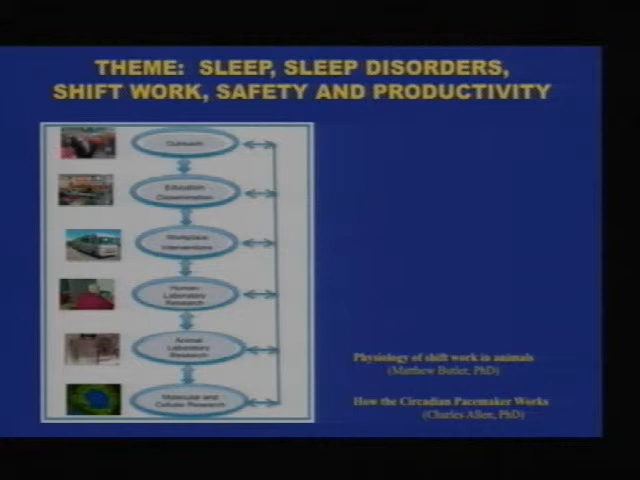 THEME: SLEEP, SLEEP DISORDERS,
SHIFT WORK, SAFETY AND PRODUCTIVITY
Outreach
Education
Dissemination
Workplace
Interventions
Human
Laboratory
Research
Animal
Laboratory
Research
Molecular and
Cellular Research
Physiology of shift work in animals
(Matthew Butler, PhD)
How the Circadian Pacemaker Works
(Charles Allen, PhD)